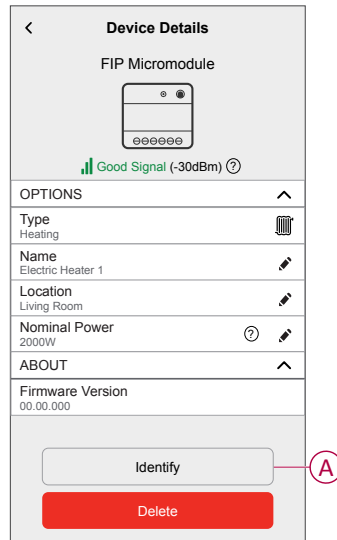 Device Details
FIP Micromodule
Good Signal (-30dBm) ?
OPTIONS
Type
Heating
Name
Electric Heater 1
Location
Living Room
Nominal Power
2000W
?
ABOUT
Firmware Version
00.00.000
Identify
A
Delete